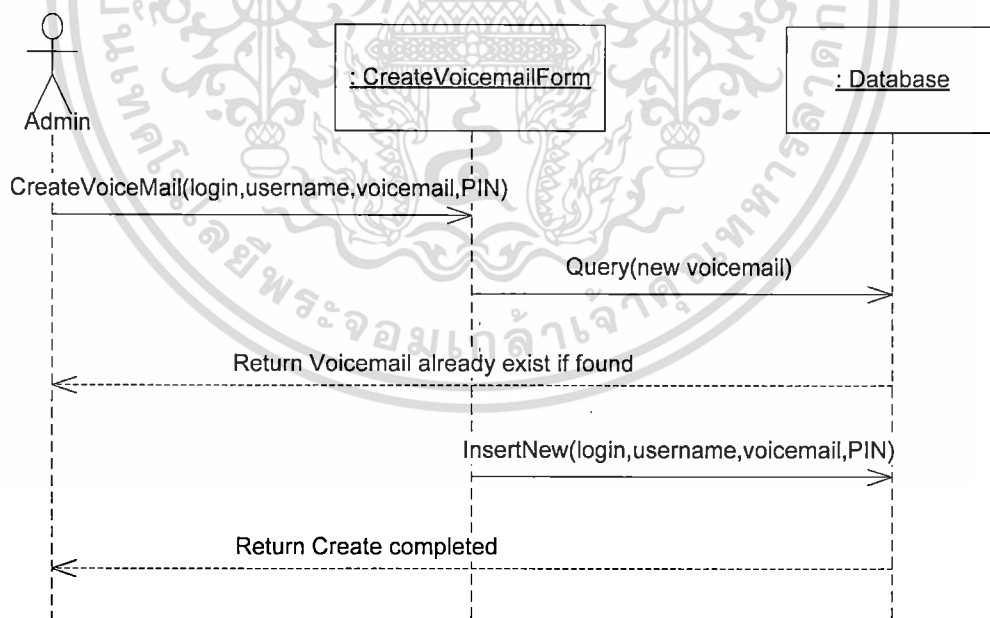 Admin
: CreateVoicemailForm
: Database
CreateVoiceMail(login,username,voicemail,PIN)
Query(new voicemail)
Return Voicemail already exist if found
InsertNew(login,username,voicemail,PIN)
Return Create completed